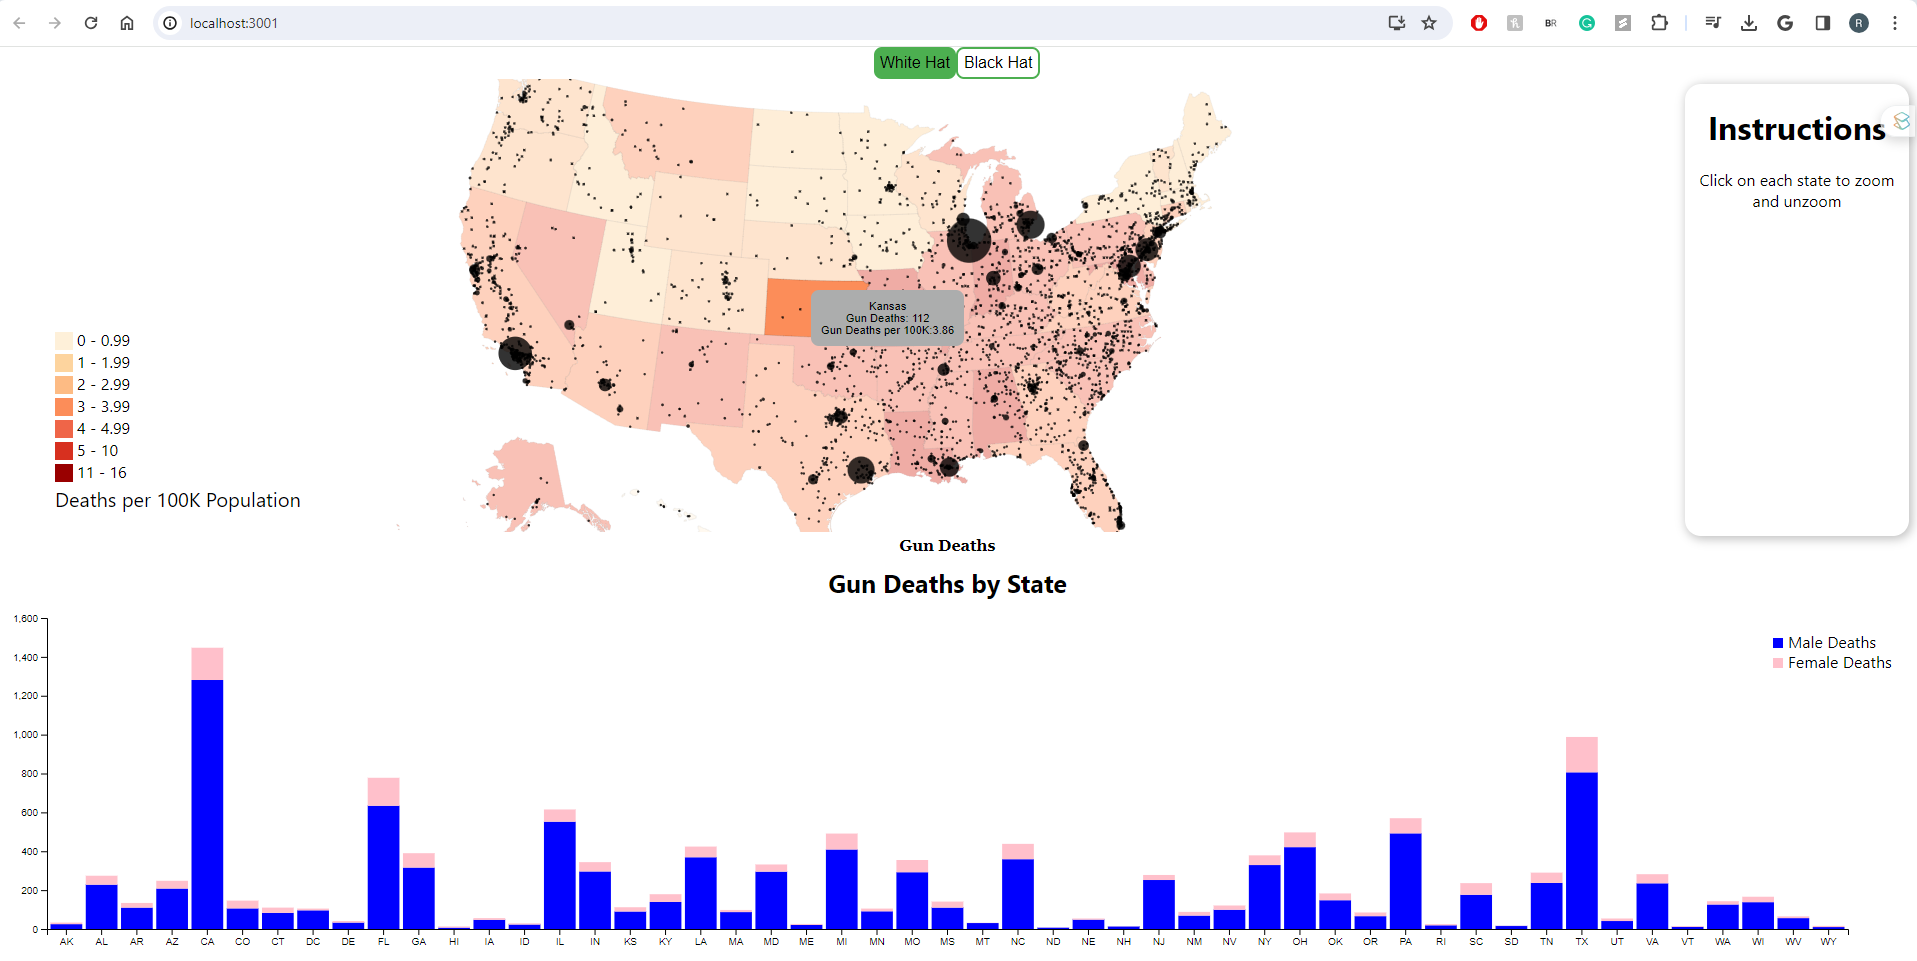 localhost:3001
BR
G
R
White Hat
Black Hat
Instructions
Click on each state to zoom
and unzoom
Kansas
Gun Deaths: 112
Gun Deaths per 100K:3.86
0 - 0.99
1 - 1.99
2 - 2.99
3 - 3.99
4 - 4.99
5 - 10
11 - 16
Deaths per 100K Population
Gun Deaths
Gun Deaths by State
1,600
1,400
1,200
1,000
800
600
400
200
0
Male Deaths
Female Deaths
AK AL AR AZ CA CO CT DC DE FL GA HI IA ID IL IN KS KY LA MA MD ME MI MN MO MS MT NC ND NE NH NJ NM NV NY OH OK OR PA RI SC SD TN TX UT VA VT WA WI WV WY